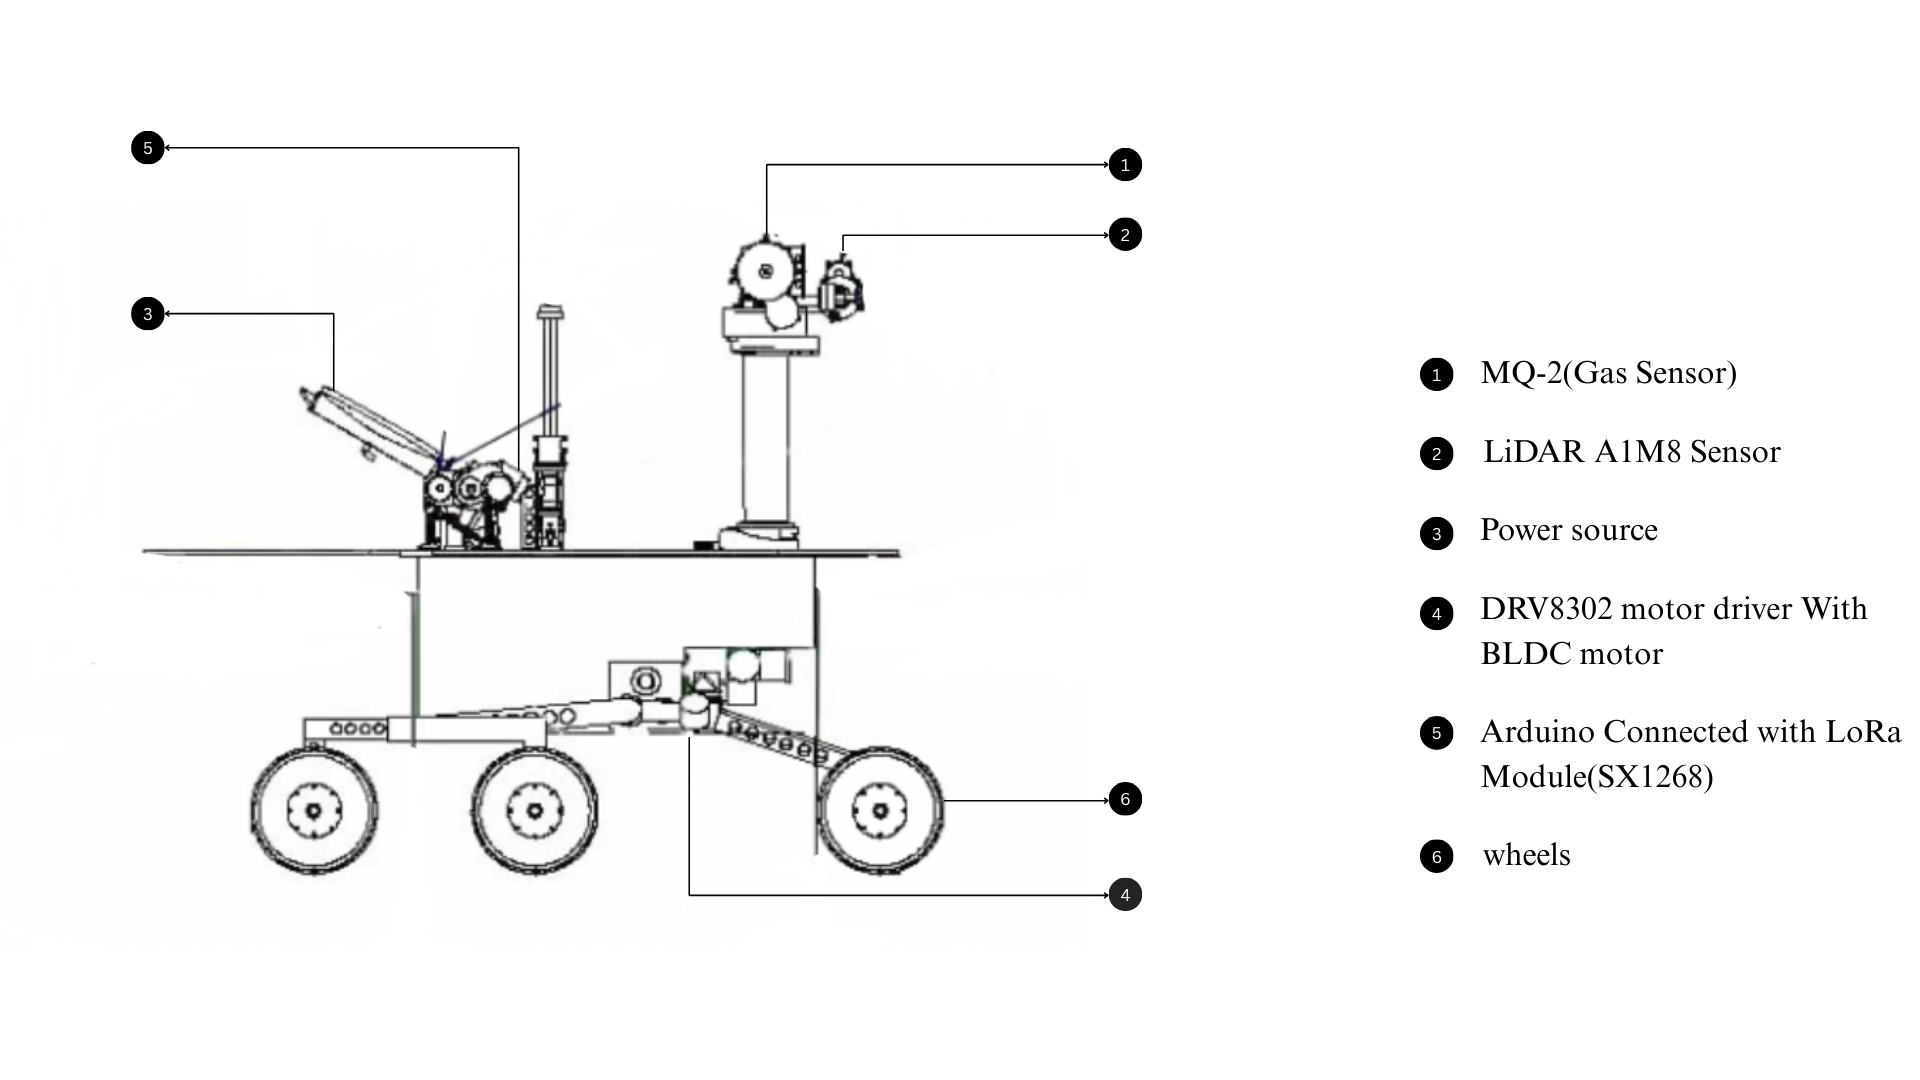 5
1
2
3
6
4
1 MQ-2(Gas Sensor)
2 LiDAR A1M8 Sensor
3 Power source
4 DRV8302 motor driver With
BLDC motor
5 Arduino Connected with LoRa
Module(SX1268)
6 wheels